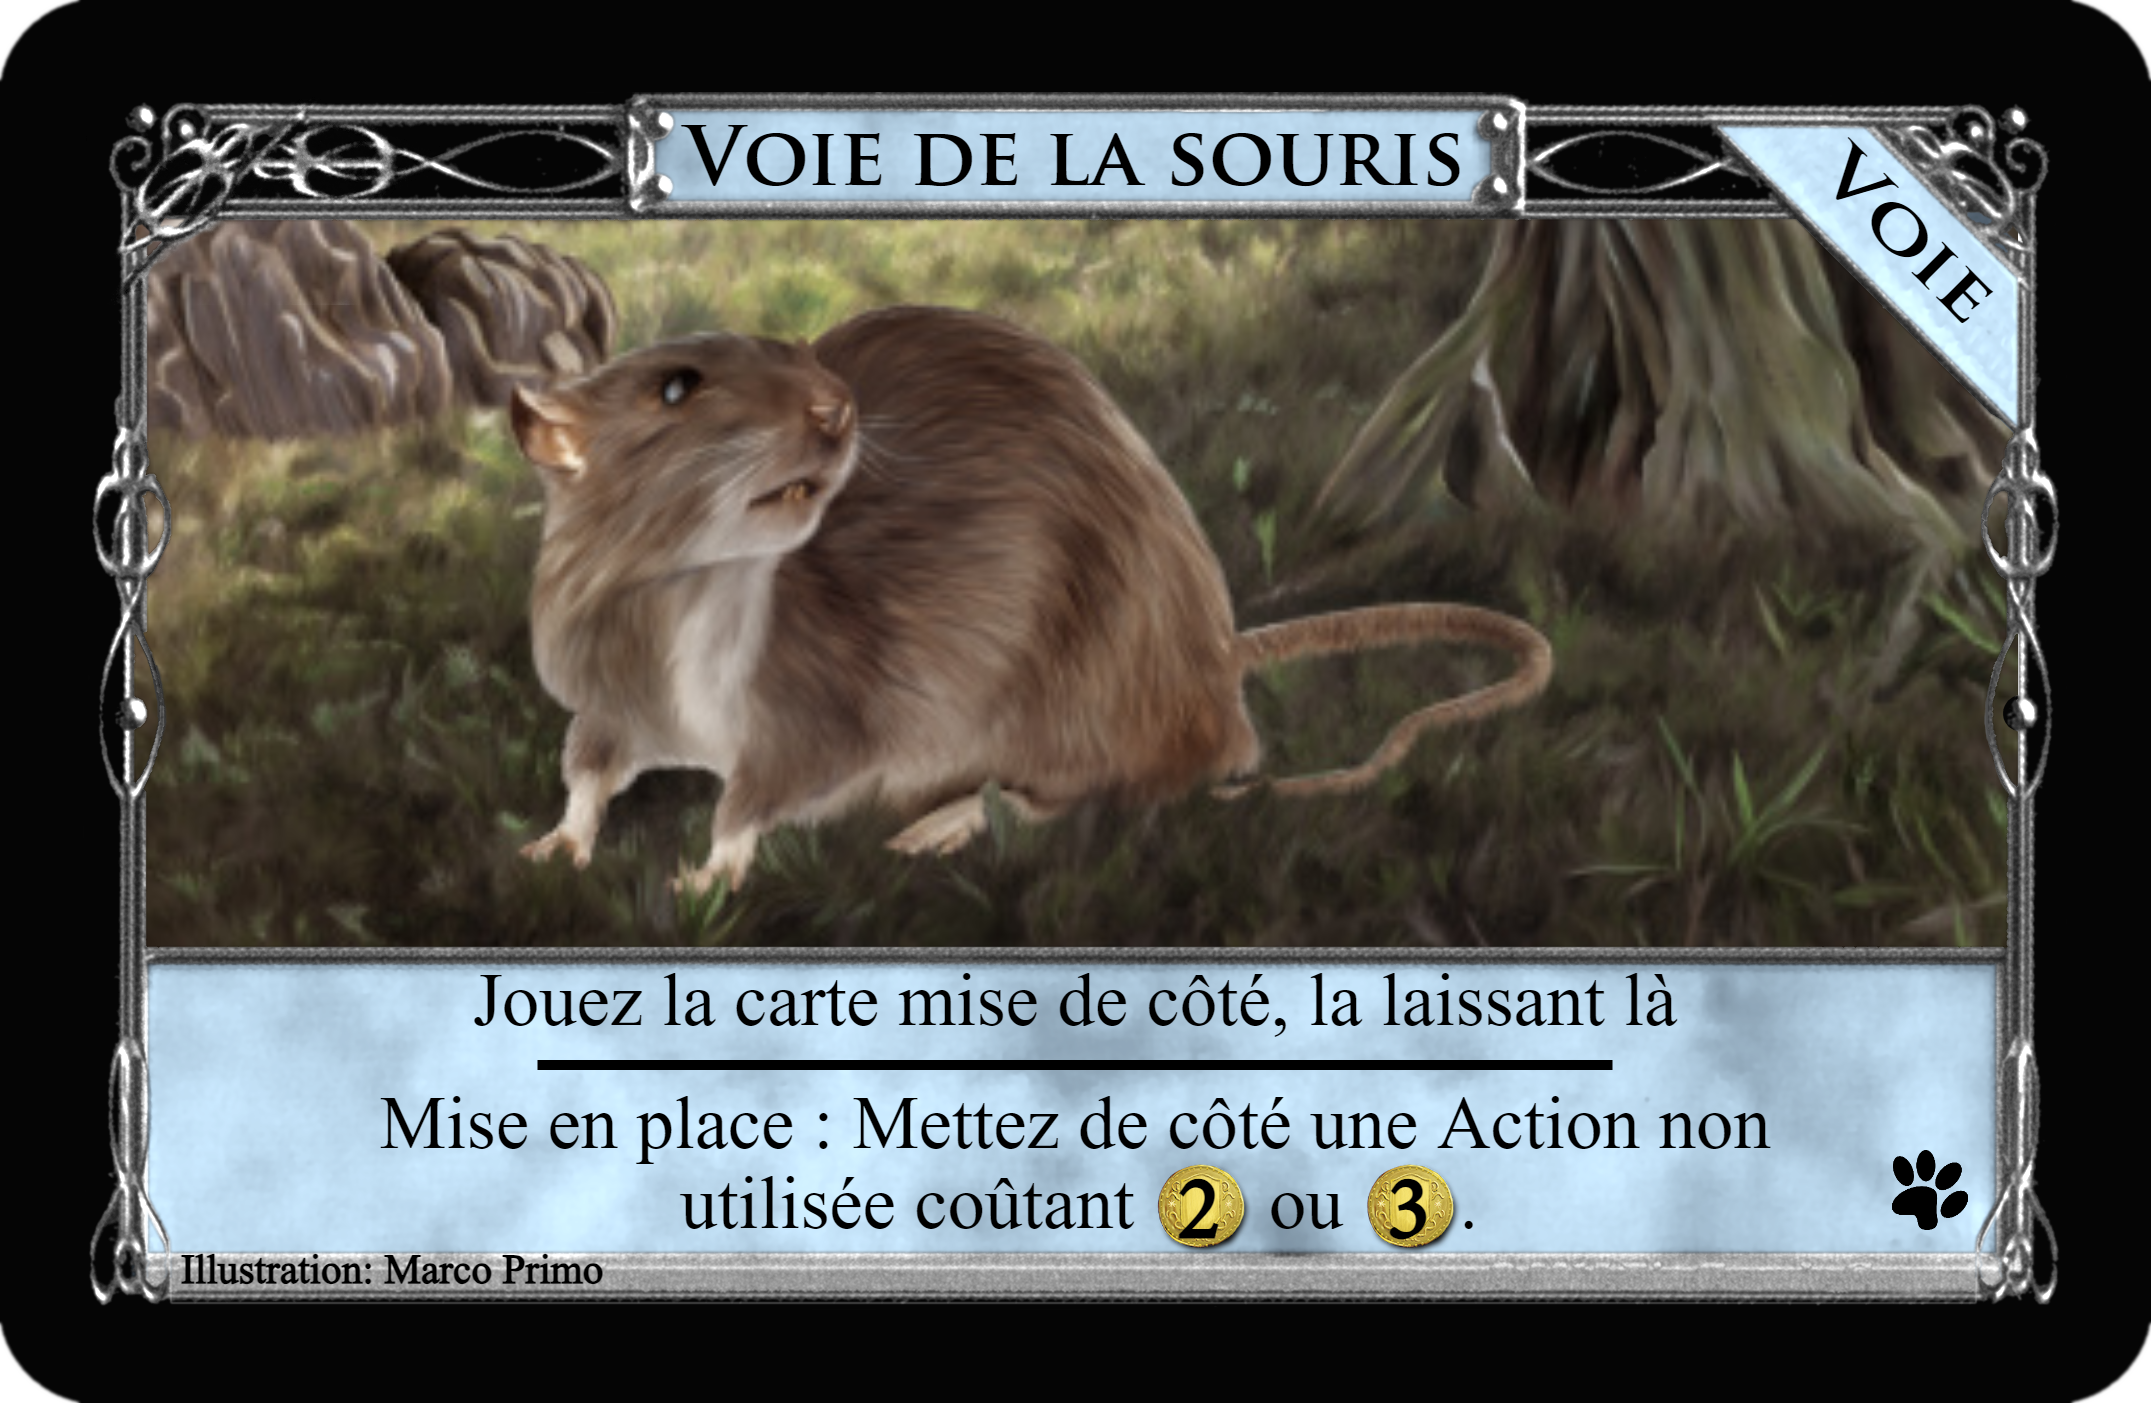 VOIE DE LA SOURIS
VOIE
Jouez la carte mise de côté, la laissant là
Mise en place : Mettez de côté une Action non
utilisée coûtant 2 ou 3.
Illustration: Marco Primo